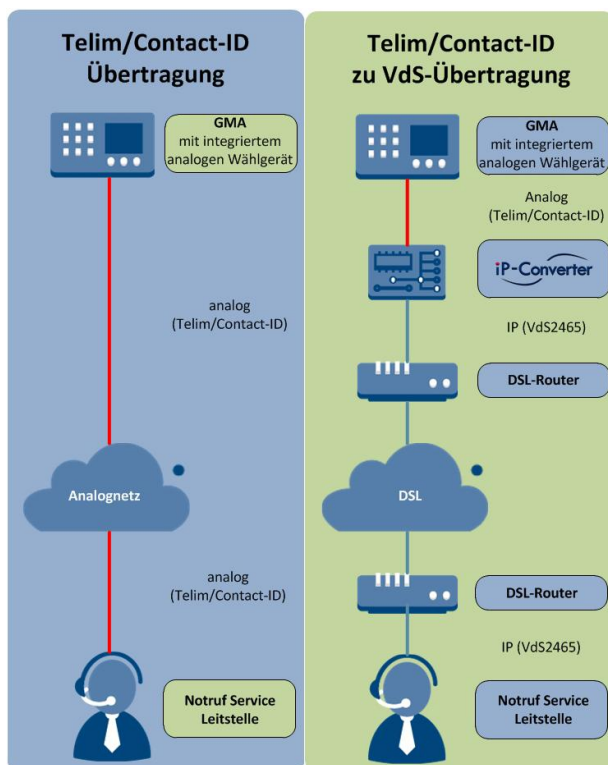 Telim/Contact-ID
Übertragung
GMA
mit integriertem
analogen Wählgerät
analog
(Telim/Contact-ID)
Analognetz
analog
(Telim/Contact-ID)
Notruf Service
Leitstelle
Telim/Contact-ID
zu VdS-Übertragung
GMA
mit integriertem
analogen Wählgerät
Analog
(Telim/Contact-ID)
iP-Converter
IP (VdS2465)
DSL-Router
DSL
DSL-Router
IP (VdS2465)
Notruf Service
Leitstelle